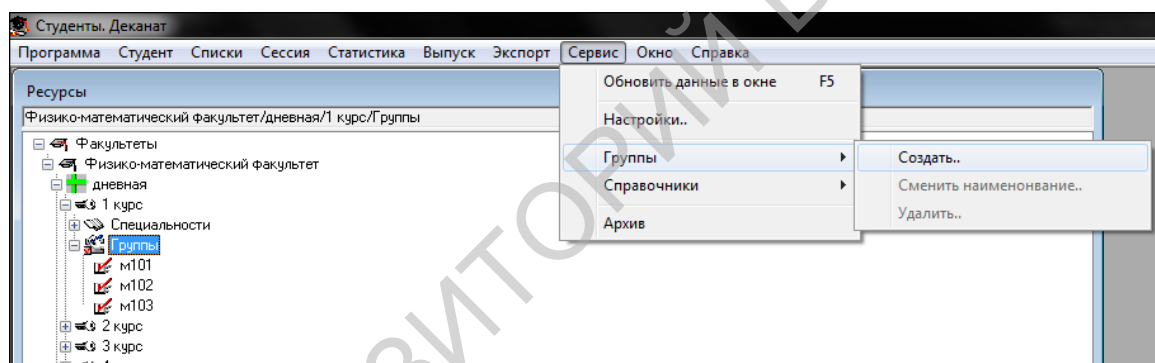 Студенты. Деканат
Программа Студент Списки Сессия Статистика Выпуск Экспорт Сервис Окно Справка
Ресурсы
Физико-математический факультет/дневная/1 курс/Группы
Факультеты
Физико-математический факультет
дневная
1 курс
Специальности
Группы
м101
м102
м103
2 курс
3 курс
Обновить данные в окне F5
Настройки..
Группы
Справочники
Архив
Создать..
Сменить наименонвание..
Удалить..
ЗИТОРИЙ